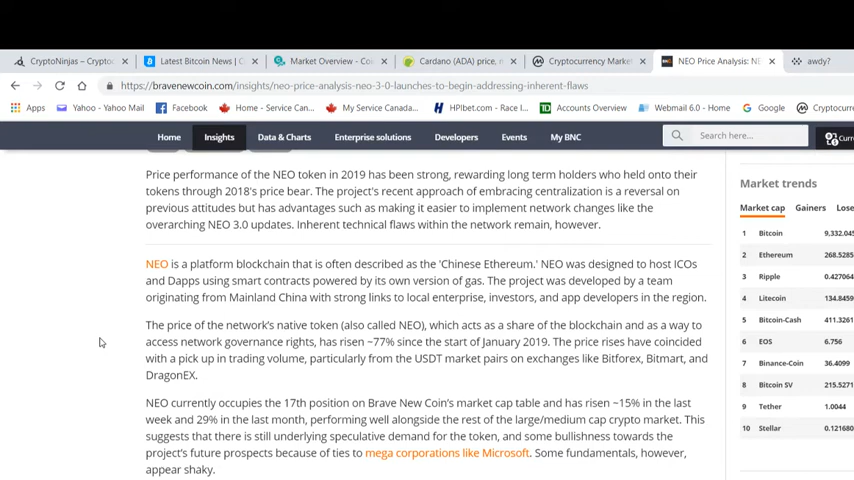 CryptoNinjas – Cryptoc
Latest Bitcoin News | C
Market Overview - Coi
Cardano (ADA) price, n
Cryptocurrency Market
NEO Price Analysis: NE
awdy?
https://bravenewcoin.com/insights/neo-price-analysis-neo-3-0-launches-to-begin-addressing-inherent-flaws
Apps
Yahoo - Yahoo Mail
Facebook
Home - Service Can...
My Service Canada...
HPIbet.com - Race I...
Accounts Overview
Webmail 6.0 - Home
Google
Cryptocurre
Home
Insights
Data & Charts
Enterprise solutions
Developers
Events
My BNC
Search here...
Curr
Price performance of the NEO token in 2019 has been strong, rewarding long term holders who held onto their
tokens through 2018's price bear. The project's recent approach of embracing centralization is a reversal on
previous attitudes but has advantages such as making it easier to implement network changes like the
overarching NEO 3.0 updates. Inherent technical flaws within the network remain, however.
NEO is a platform blockchain that is often described as the 'Chinese Ethereum.' NEO was designed to host ICOs
and Dapps using smart contracts powered by its own version of gas. The project was developed by a team
originating from Mainland China with strong links to local enterprise, investors, and app developers in the region.
The price of the network's native token (also called NEO), which acts as a share of the blockchain and as a way to
access network governance rights, has risen ~77% since the start of January 2019. The price rises have coincided
with a pick up in trading volume, particularly from the USDT market pairs on exchanges like Bitforex, Bitmart, and
DragonEX.
NEO currently occupies the 17th position on Brave New Coin's market cap table and has risen ~15% in the last
week and 29% in the last month, performing well alongside the rest of the large/medium cap crypto market. This
suggests that there is still underlying speculative demand for the token, and some bullishness towards the
project's future prospects because of ties to mega corporations like Microsoft. Some fundamentals, however,
appear shaky.
Market trends
Market cap
Gainers
Lose
1 Bitcoin 9,332.045
2 Ethereum 268.5285
3 Ripple 0.427064
4 Litecoin 134.8459
5 Bitcoin-Cash 411.3261
6 EOS 6.756
7 Binance-Coin 36.4099
8 Bitcoin SV 215.5271
9 Tether 1.0044
10 Stellar 0.121680